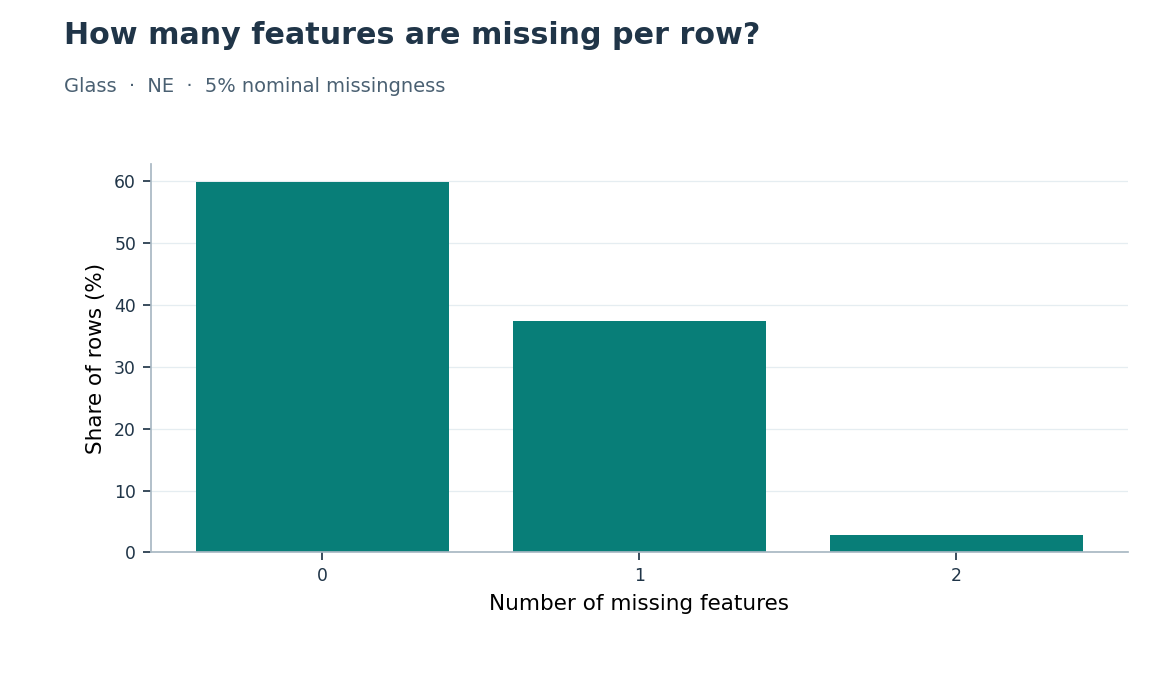 How many features are missing per row?
Glass · NE · 5% nominal missingness
60
50
40
30
20
10
0
Share of rows (%)
0 1 2
Number of missing features